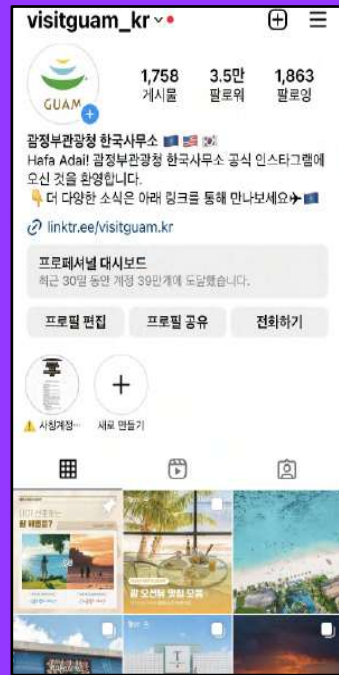 visitguam_kr
GUAM
1,758 3.5만 1,863
게시물 팔로워 팔로잉
괌정부관광청 한국사무소
Hafa Adai! 괌정부관광청 한국사무소 공식 인스타그램에
오신 것을 환영합니다.
더 다양한 소식은 아래 링크를 통해 만나보세요
linktr.ee/visitguam.kr
프로페셔널 대시보드
최근 30일 동안 계정 39만개에 도달했습니다.
프로필 편집 프로필 공유 전화하기
사칭계정… 새로 만들기
괌 오션뷰 맛집 모음